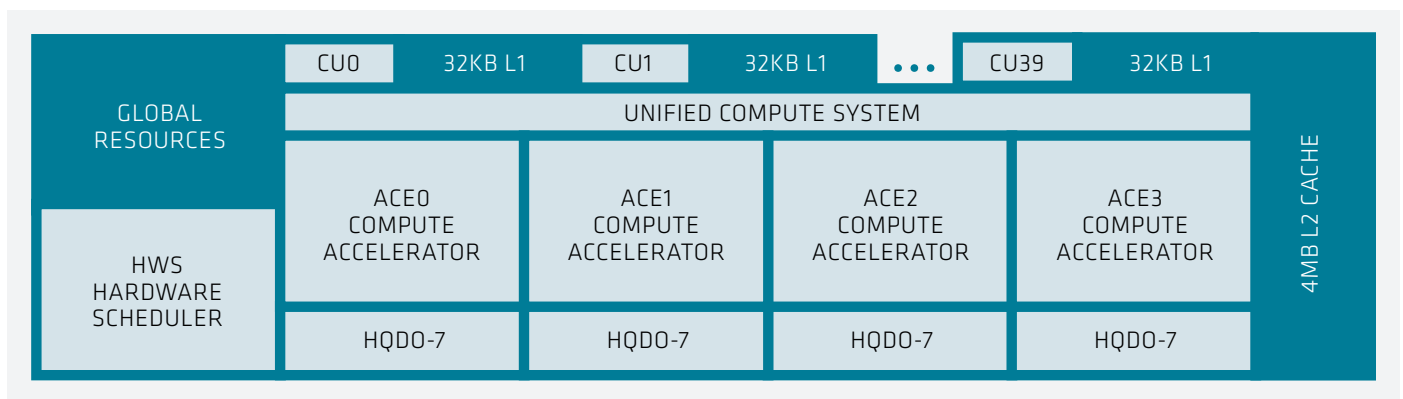 CU0 32KB L1 CU1 32KB L1 ... CU39 32KB L1
GLOBAL
RESOURCES
UNIFIED COMPUTE SYSTEM
ACE0
COMPUTE
ACCELERATOR
ACE1
COMPUTE
ACCELERATOR
ACE2
COMPUTE
ACCELERATOR
ACE3
COMPUTE
ACCELERATOR
HWS
HARDWARE
SCHEDULER
HQD0-7
HQD0-7
HQD0-7
HQD0-7
4MB L2 CACHE